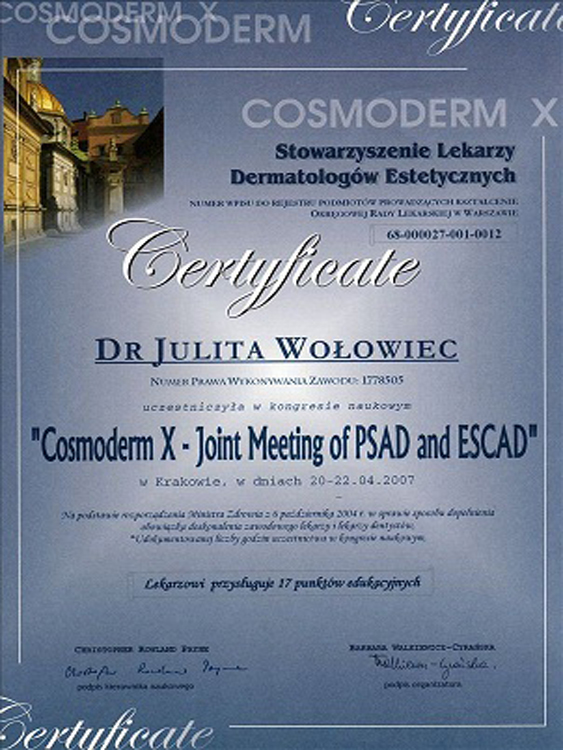 COSMODERM X
COSMODERM
Certyficate
COSMODERM X
Stowarzyszenie Lekarzy
Dermatologów Estetycznych
NUMER WPISU DO REJESTRU PODMIOTÓW PROWADZĄCYCH KSZTAŁCENIE
OKRĘGOWEJ RADY LEKARSKIEJ W WARSZAWIE
68-000027-001-0012
Certyficate
DR JULITA WOŁOWIEC
NUMER PRAWA WYKONYWANIA ZAWODU: 1778505
uczestniczyła w kongresie naukowym
"Cosmoderm X - Joint Meeting of PSAD and ESCAD"
w Krakowie, w dniach 20-22.04.2007
Na podstawie rozporządzenia Ministra Zdrowia z 6 października 2004 r. w sprawie sposobu dopełnienia
obowiązku doskonalenia zawodowego lekarzy i lekarzy dentystów.
*Udokumentowanej liczby godzin uczestnictwa w kongresie naukowym.
Lekarzowi przysługuje 17 punktów edukacyjnych
CHRISTOPHER ROWLAND PAYNE
BARBARA WALKIEWICZ-CYRAŃSKA
podpis kierownika naukowego
podpis organizatora
Certyficate